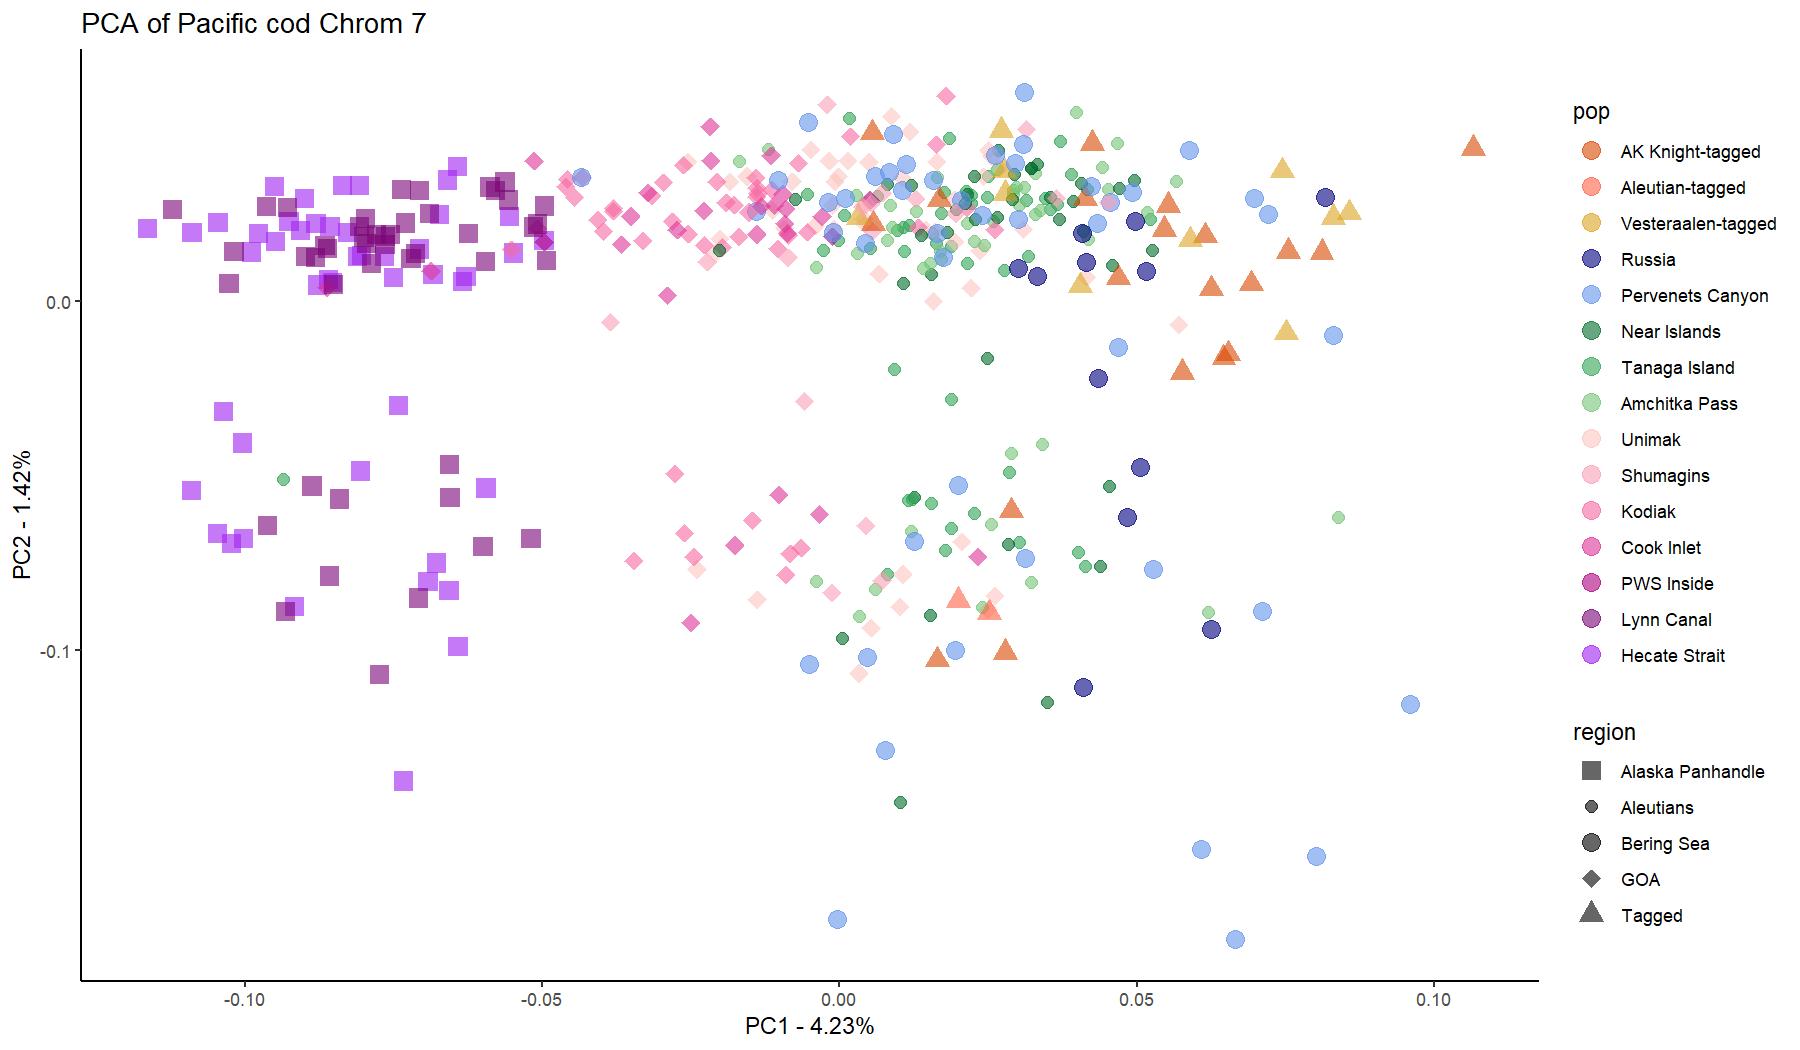 PCA of Pacific cod Chrom 7
PC2 - 1.42%
0.0
-0.1
-0.10
-0.05
0.00
0.05
0.10
PC1 - 4.23%
pop
AK Knight-tagged
Aleutian-tagged
Vesteraalen-tagged
Russia
Pervenets Canyon
Near Islands
Tanaga Island
Amchitka Pass
Unimak
Shumagins
Kodiak
Cook Inlet
PWS Inside
Lynn Canal
Hecate Strait
region
Alaska Panhandle
Aleutians
Bering Sea
GOA
Tagged